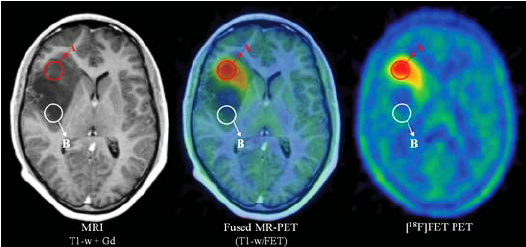 A
A
A
B
B
B
MRI
T1-w + Gd
Fused MR-PET
(T1-w/FET)
[¹⁸F]FET PET